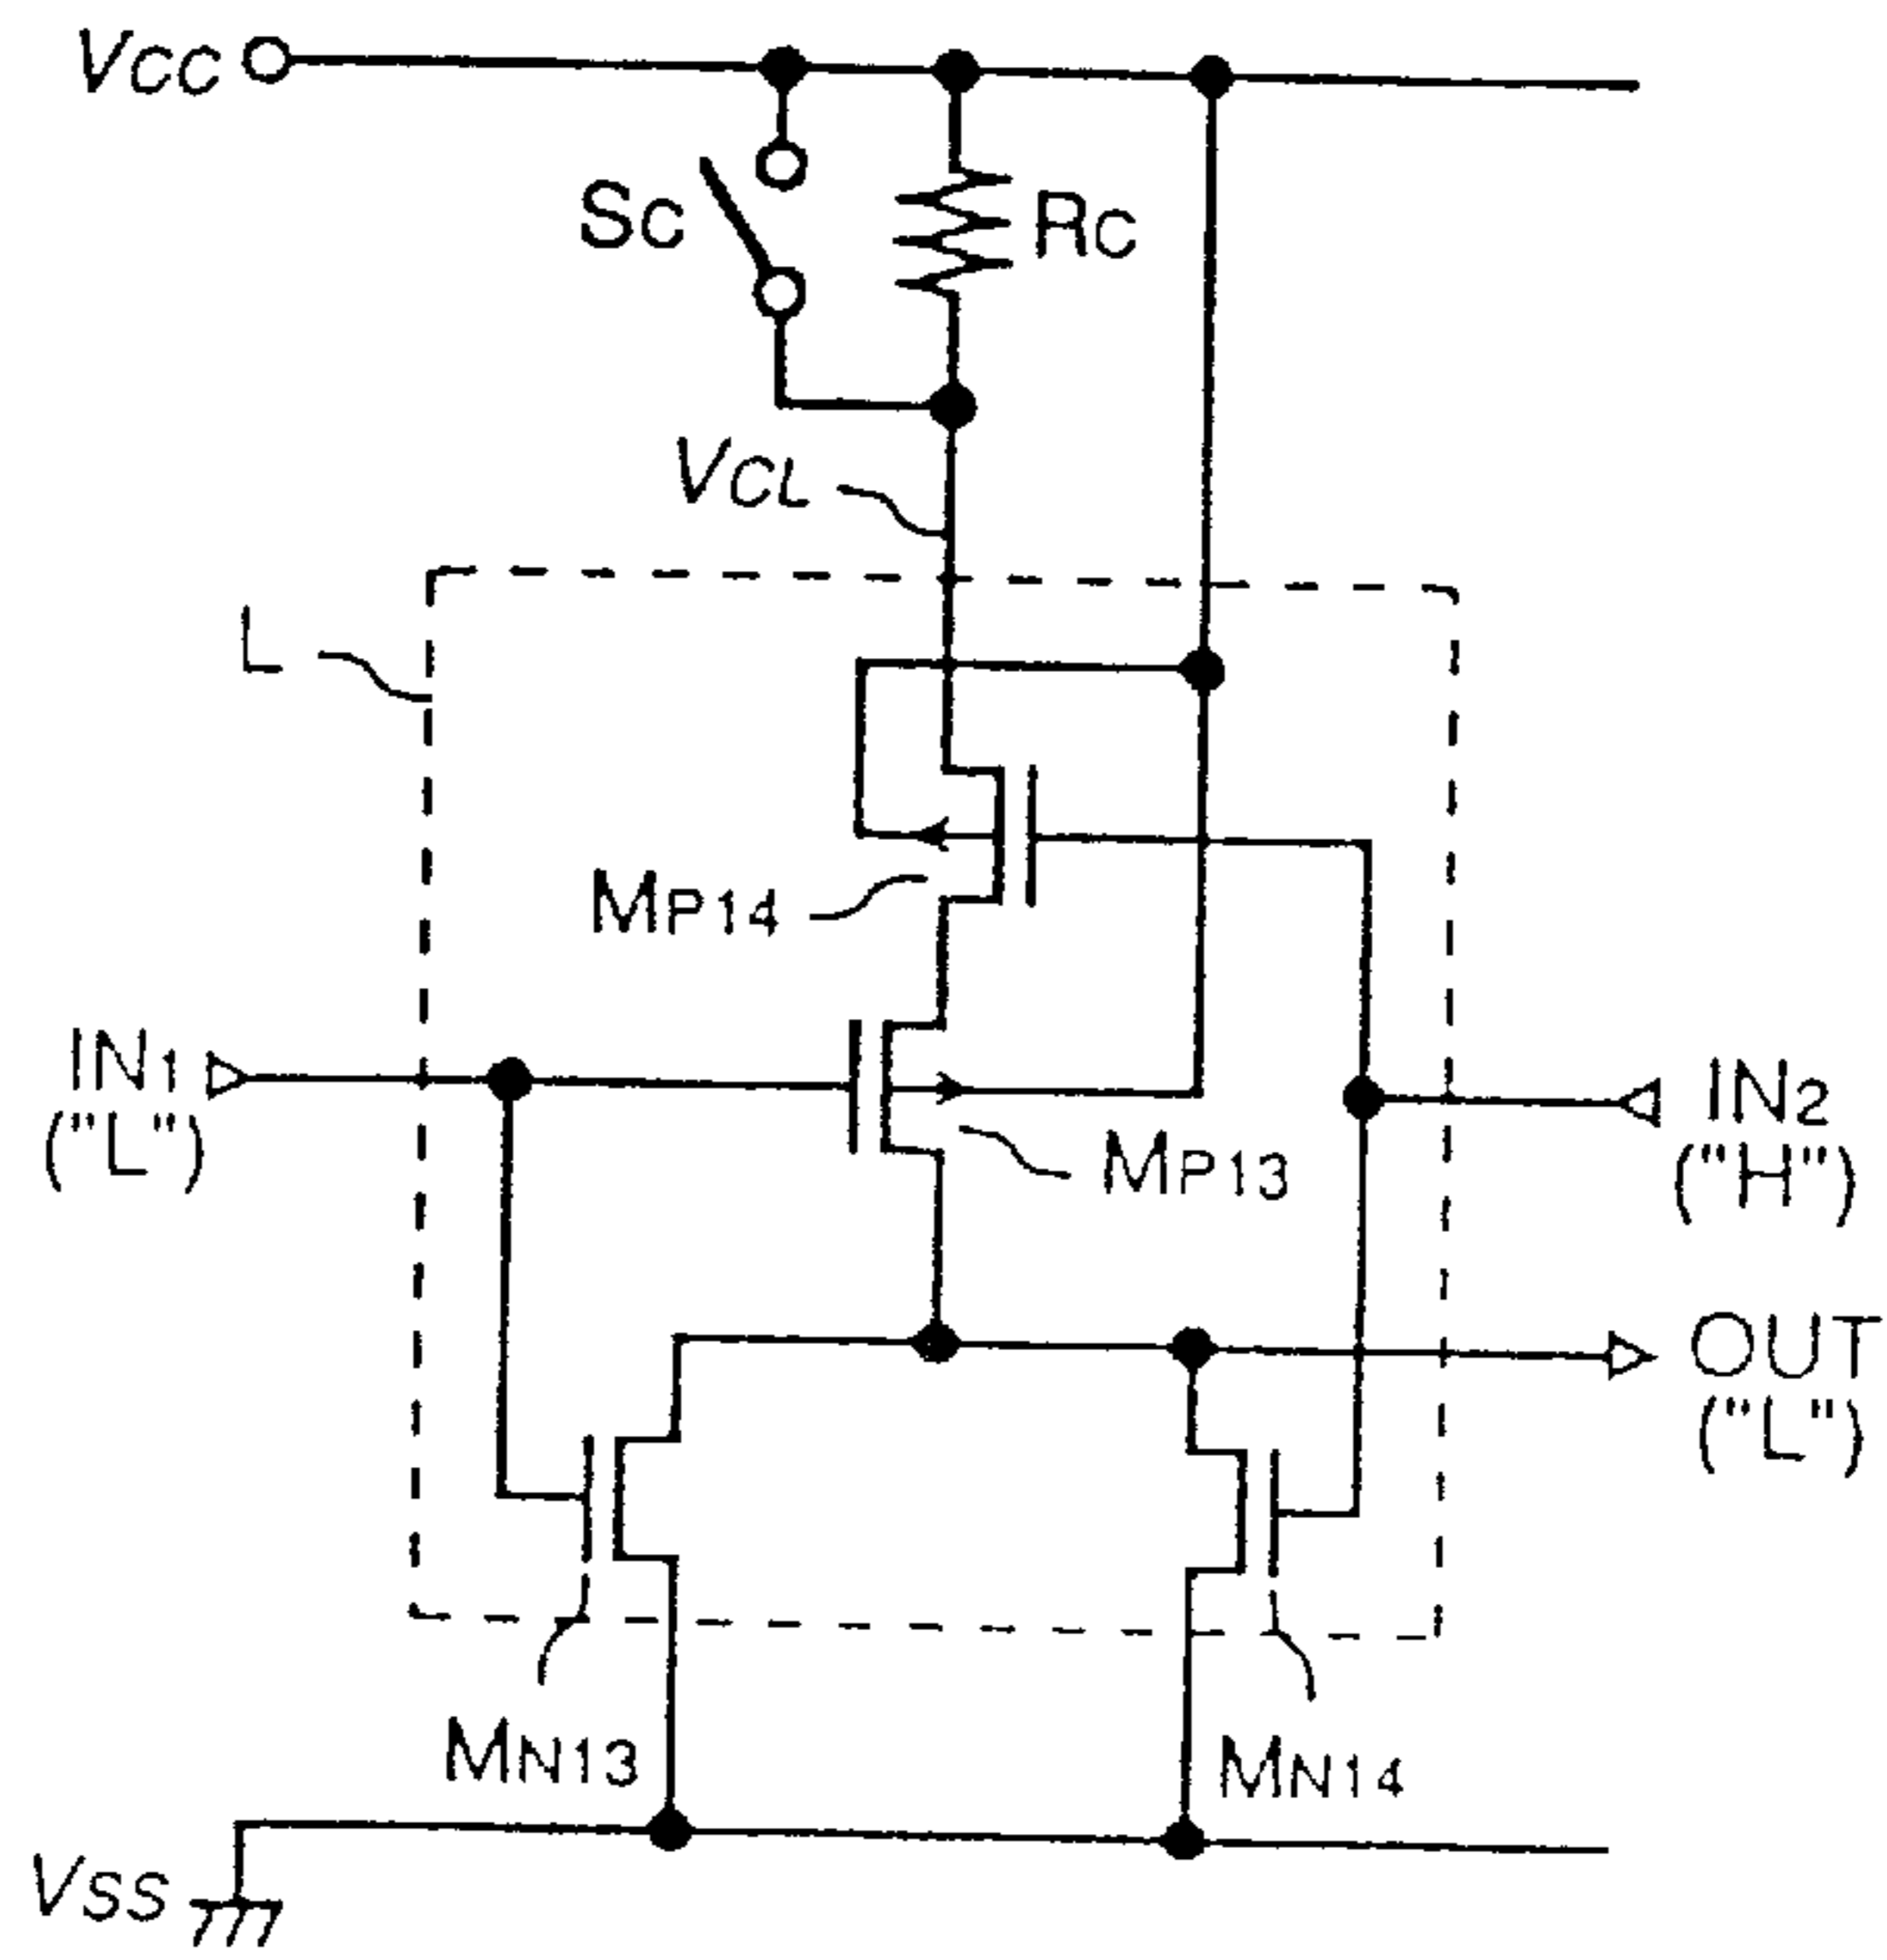 VCC
SC
RC
VCL
L
MP14
IN1
("L")
IN2
("H")
MP13
OUT
("L")
MN13
MN14
VSS